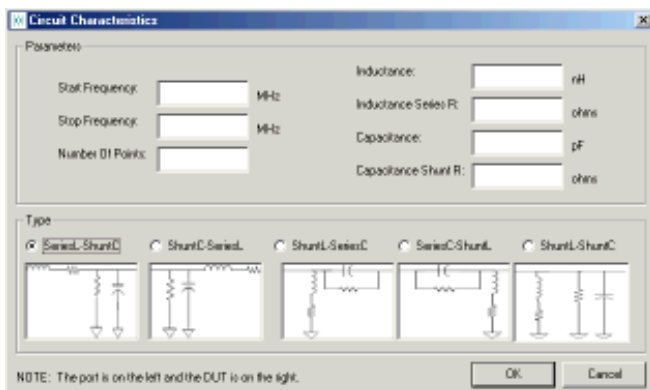 Circuit Characteristics
Parameters
Start Frequency: MHz
Stop Frequency: MHz
Number Of Points:
Inductance: nH
Inductance Series R: ohms
Capacitance: pF
Capacitance Shunt R: ohms
Type
SeriesL-ShuntC ShuntC-SeriesL ShuntL-SeriesC SeriesC-ShuntL ShuntL-ShuntC
NOTE: The port is on the left and the DUT is on the right.
OK Cancel